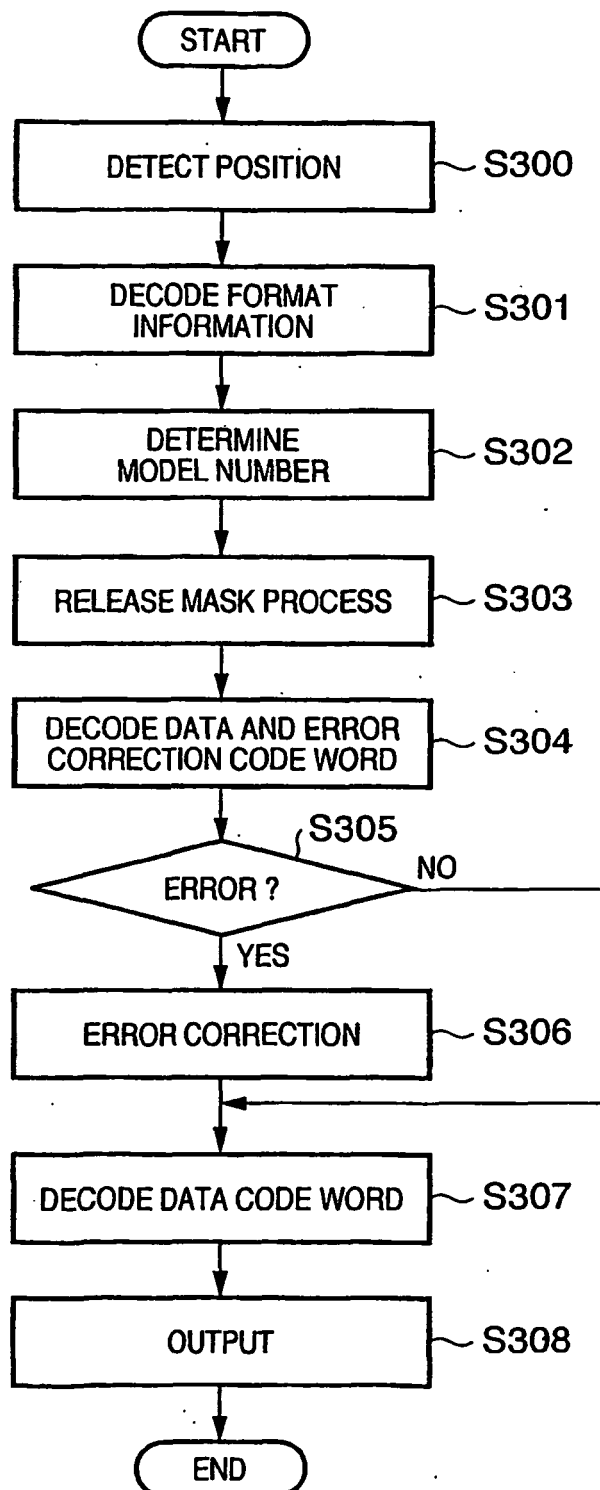 START
DETECT POSITION
S300
DECODE FORMAT
INFORMATION
S301
DETERMINE
MODEL NUMBER
S302
RELEASE MASK PROCESS
S303
DECODE DATA AND ERROR
CORRECTION CODE WORD
S304
S305
ERROR ?
NO
YES
ERROR CORRECTION
S306
DECODE DATA CODE WORD
S307
OUTPUT
S308
END